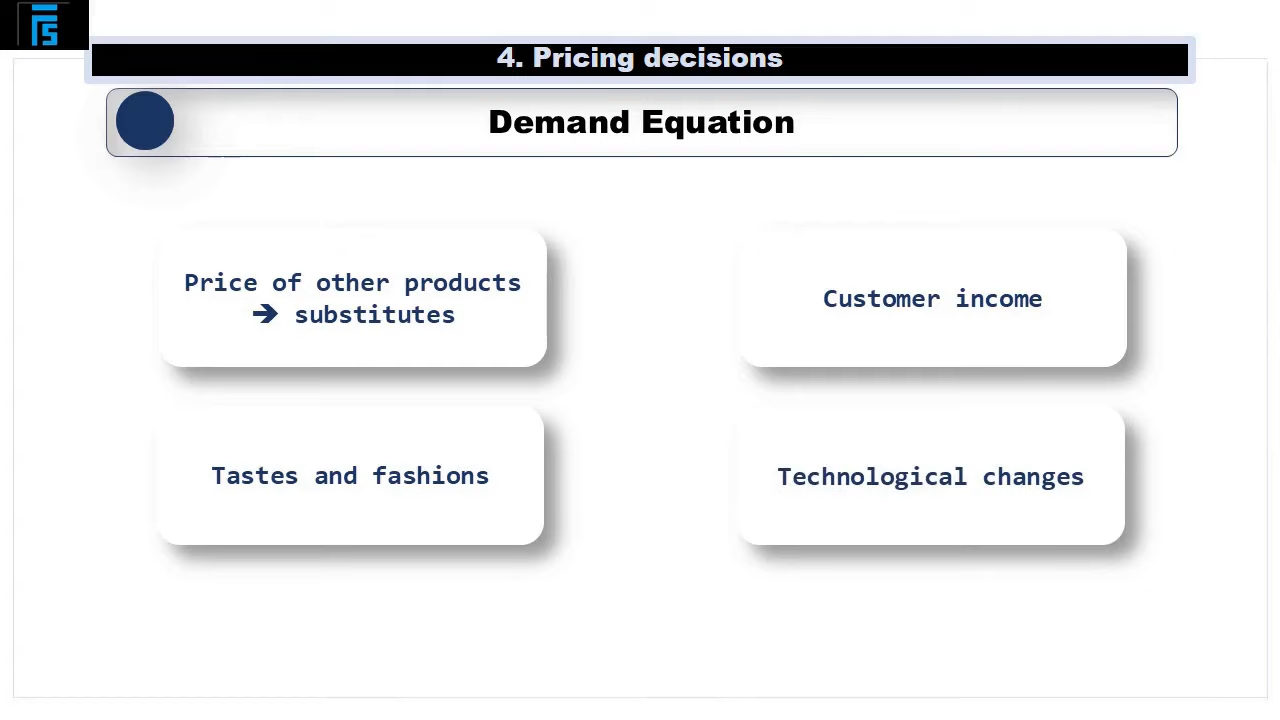 4. Pricing decisions
Demand Equation
Price of other products
➔ substitutes
Customer income
Tastes and fashions
Technological changes